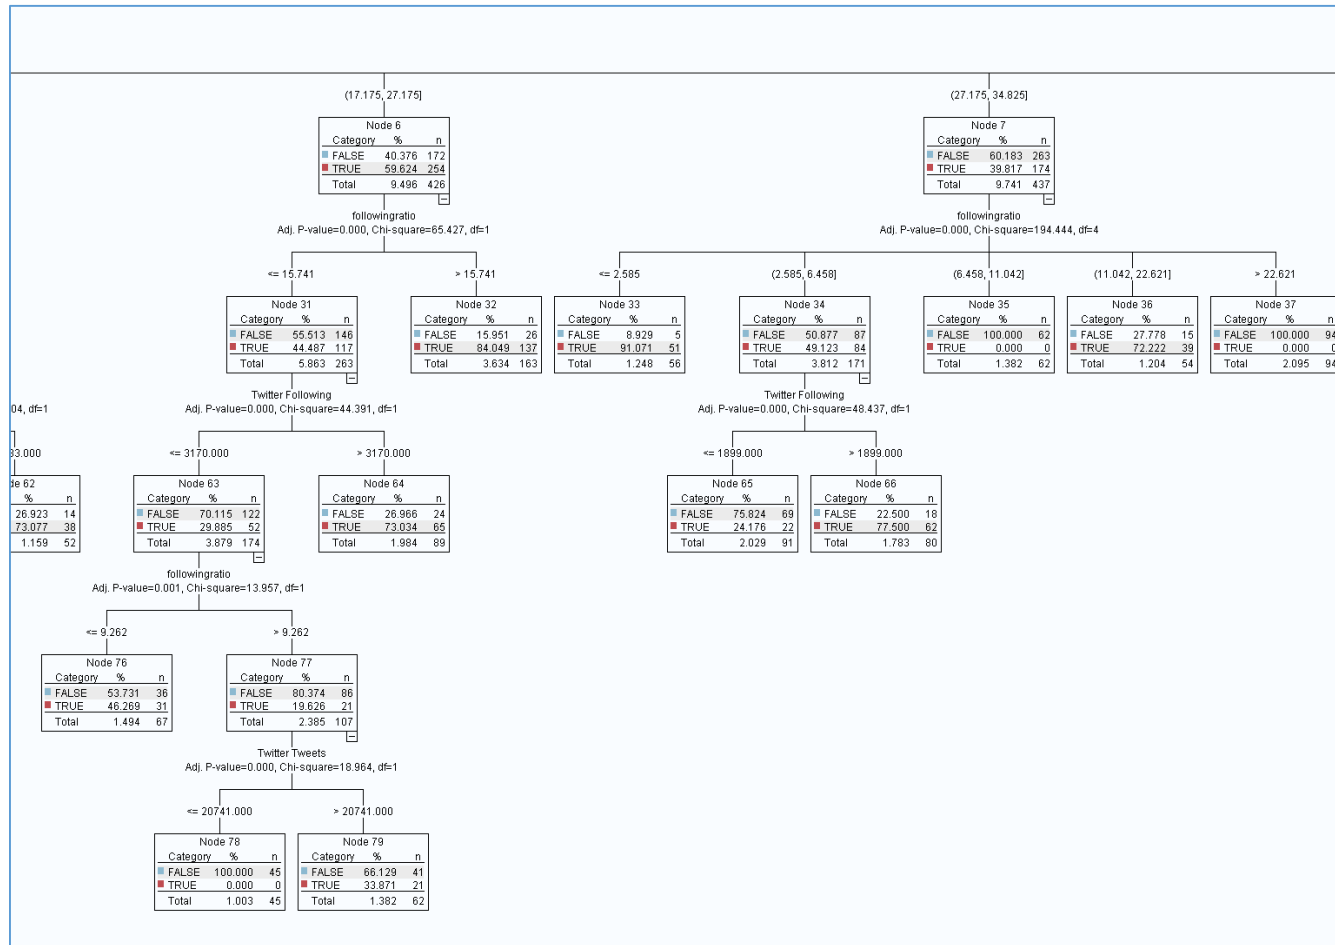 (17.175, 27.175]
(27.175, 34.825]
Node 6
Category % n
FALSE 40.376 172
TRUE 59.624 254
Total 9.496 426
Node 7
Category % n
FALSE 60.183 263
TRUE 39.817 174
Total 9.741 437
followingratio
Adj. P-value=0.000, Chi-square=65.427, df=1
followingratio
Adj. P-value=0.000, Chi-square=194.444, df=4
<= 15.741
> 15.741
<= 2.585
(2.585, 6.458]
(6.458, 11.042]
(11.042, 22.621]
> 22.621
Node 31
Category % n
FALSE 55.513 146
TRUE 44.487 117
Total 5.863 263
Node 32
Category % n
FALSE 15.951 26
TRUE 84.049 137
Total 3.634 163
Node 33
Category % n
FALSE 8.929 5
TRUE 91.071 51
Total 1.248 56
Node 34
Category % n
FALSE 50.877 87
TRUE 49.123 84
Total 3.812 171
Node 35
Category % n
FALSE 100.000 62
TRUE 0.000 0
Total 1.382 62
Node 36
Category % n
FALSE 27.778 15
TRUE 72.222 39
Total 1.204 54
Node 37
Category % n
FALSE 100.000 94
TRUE 0.000 0
Total 2.095 94
04, df=1
Twitter Following
Adj. P-value=0.000, Chi-square=44.391, df=1
Twitter Following
Adj. P-value=0.000, Chi-square=48.437, df=1
33.000
<= 3170.000
> 3170.000
<= 1899.000
> 1899.000
de 62
% n
26.923 14
73.077 38
1.159 52
Node 63
Category % n
FALSE 70.115 122
TRUE 29.885 52
Total 3.879 174
Node 64
Category % n
FALSE 26.966 24
TRUE 73.034 65
Total 1.984 89
Node 65
Category % n
FALSE 75.824 69
TRUE 24.176 22
Total 2.029 91
Node 66
Category % n
FALSE 22.500 18
TRUE 77.500 62
Total 1.783 80
followingratio
Adj. P-value=0.001, Chi-square=13.957, df=1
<= 9.262
> 9.262
Node 76
Category % n
FALSE 53.731 36
TRUE 46.269 31
Total 1.494 67
Node 77
Category % n
FALSE 80.374 86
TRUE 19.626 21
Total 2.385 107
Twitter Tweets
Adj. P-value=0.000, Chi-square=18.964, df=1
<= 20741.000
> 20741.000
Node 78
Category % n
FALSE 100.000 45
TRUE 0.000 0
Total 1.003 45
Node 79
Category % n
FALSE 66.129 41
TRUE 33.871 21
Total 1.382 62